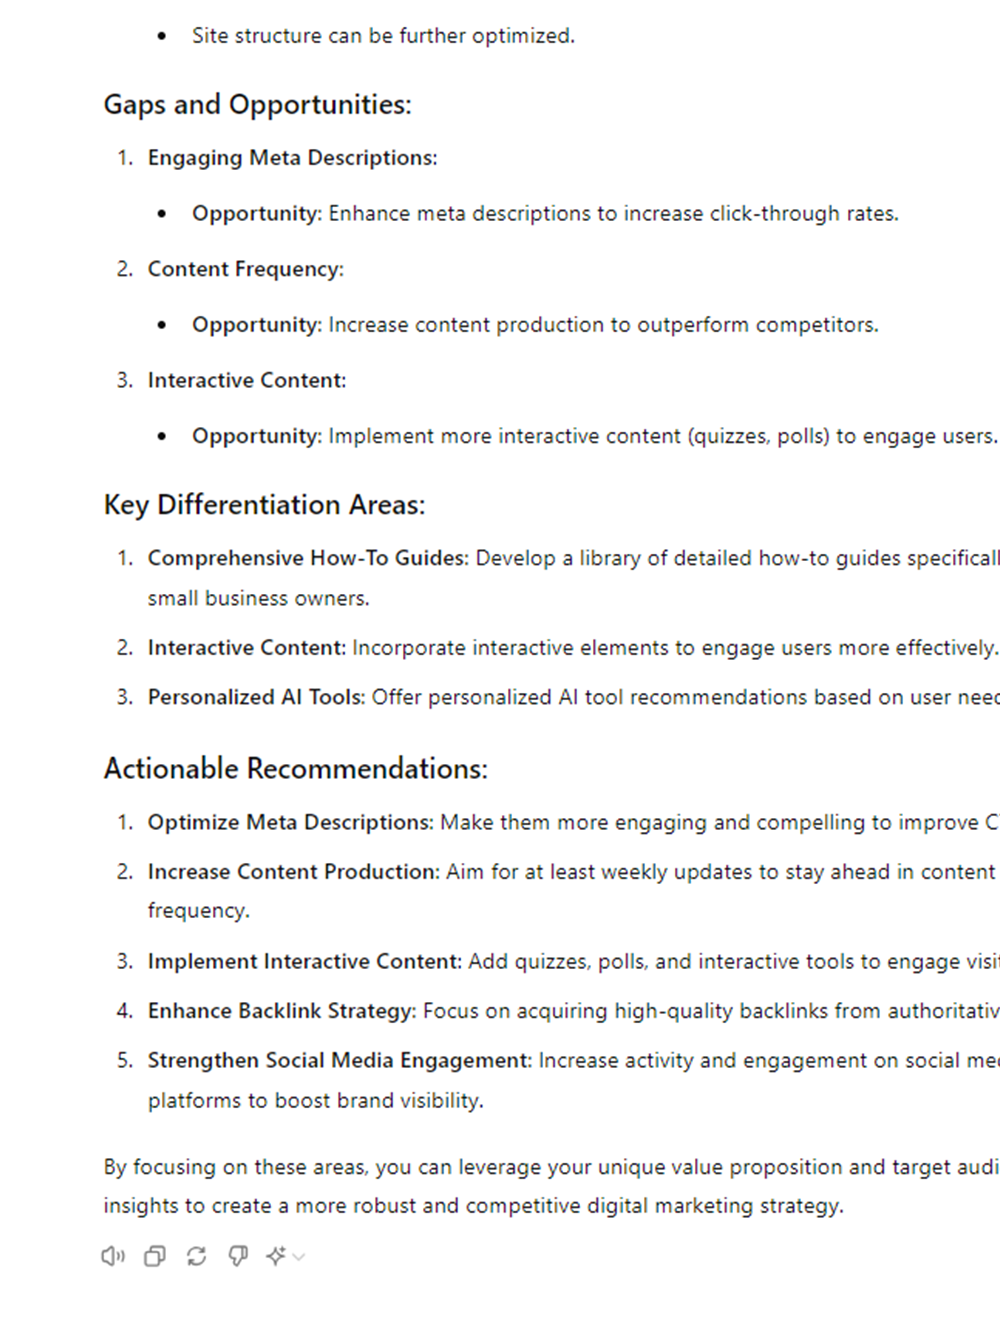 • Site structure can be further optimized.
Gaps and Opportunities:
1. Engaging Meta Descriptions:
• Opportunity: Enhance meta descriptions to increase click-through rates.
2. Content Frequency:
• Opportunity: Increase content production to outperform competitors.
3. Interactive Content:
• Opportunity: Implement more interactive content (quizzes, polls) to engage users.
Key Differentiation Areas:
1. Comprehensive How-To Guides: Develop a library of detailed how-to guides
small business owners.
2. Interactive Content: Incorporate interactive elements to engage users more effectively.
3. Personalized AI Tools: Offer personalized AI tool recommendations based on user
Actionable Recommendations:
1. Optimize Meta Descriptions: Make them more engaging and compelling to improve
2. Increase Content Production: Aim for at least weekly updates to stay ahead in content
frequency.
3. Implement Interactive Content: Add quizzes, polls, and interactive tools to engage
4. Enhance Backlink Strategy: Focus on acquiring high-quality backlinks from
5. Strengthen Social Media Engagement: Increase activity and engagement on social
platforms to boost brand visibility.
By focusing on these areas, you can leverage your unique value proposition and target
insights to create a more robust and competitive digital marketing strategy.